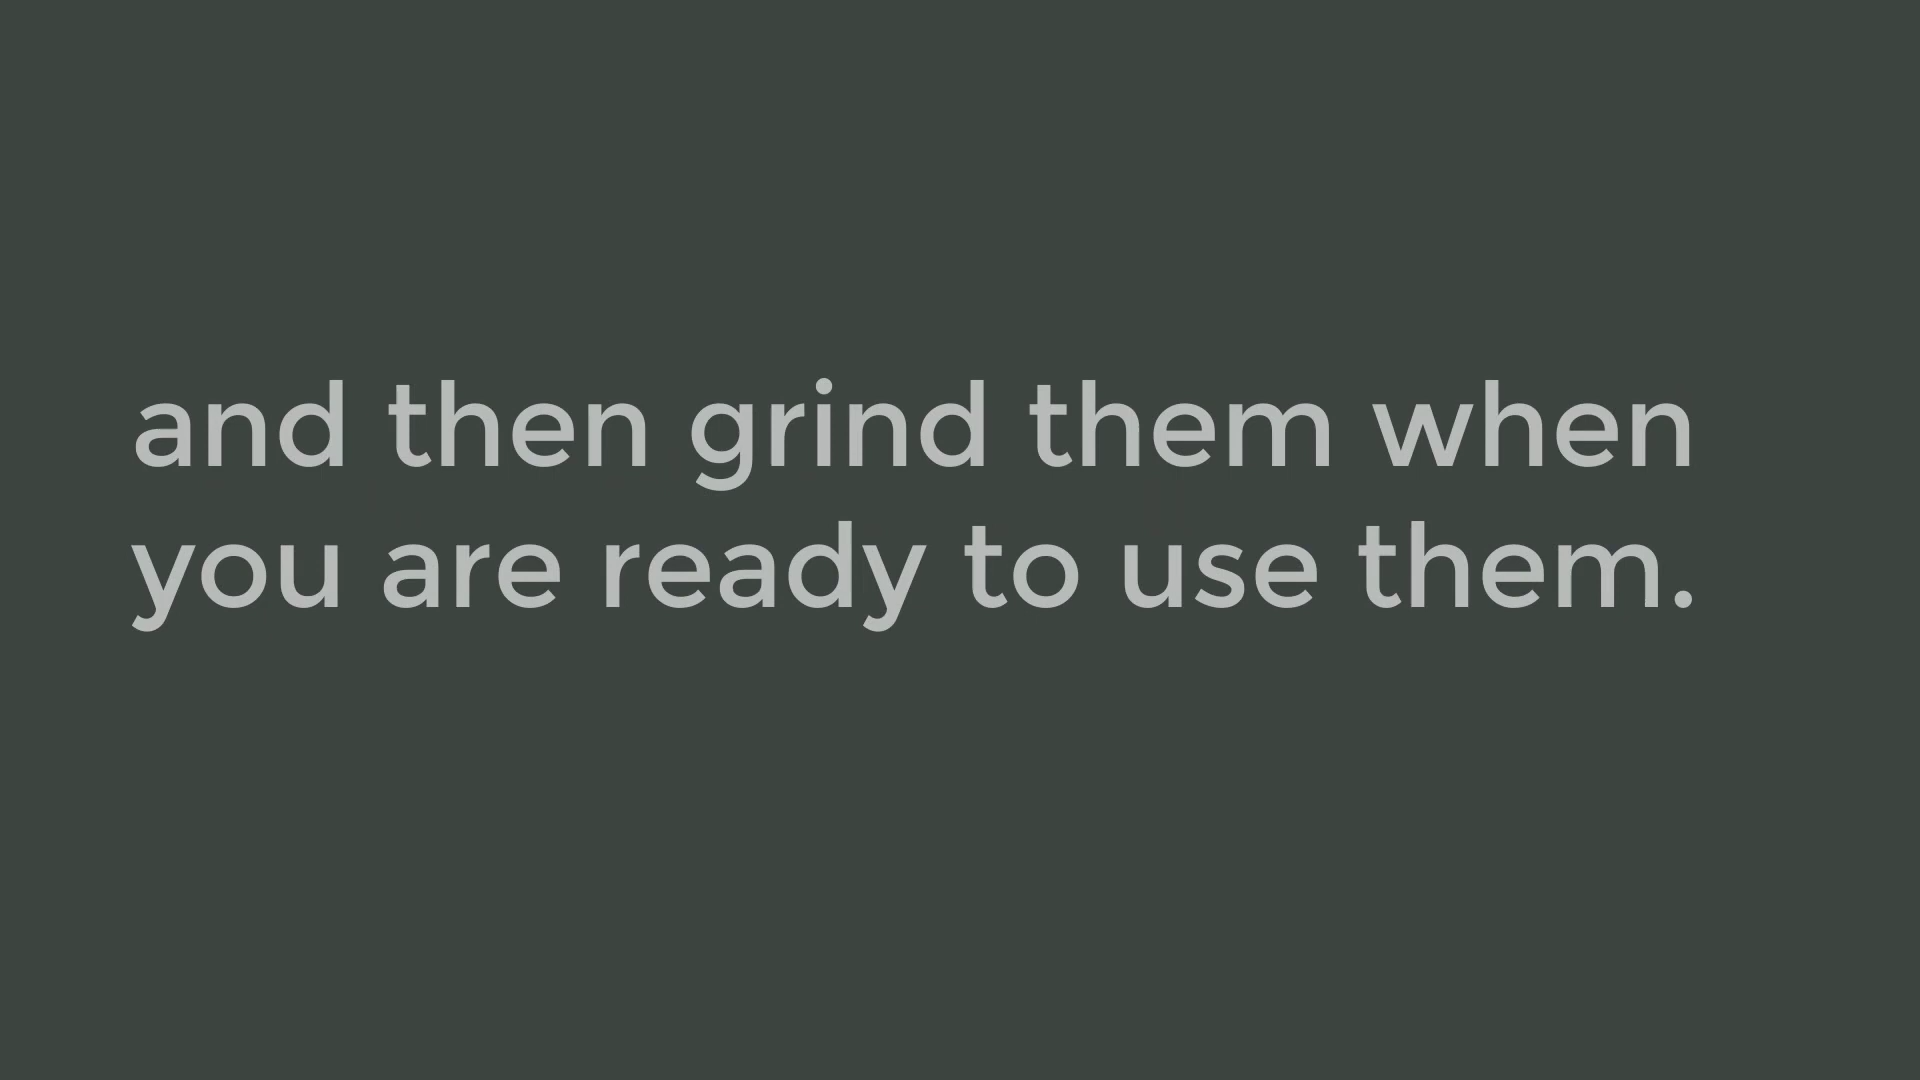 and then grind them when
you are ready to use them.